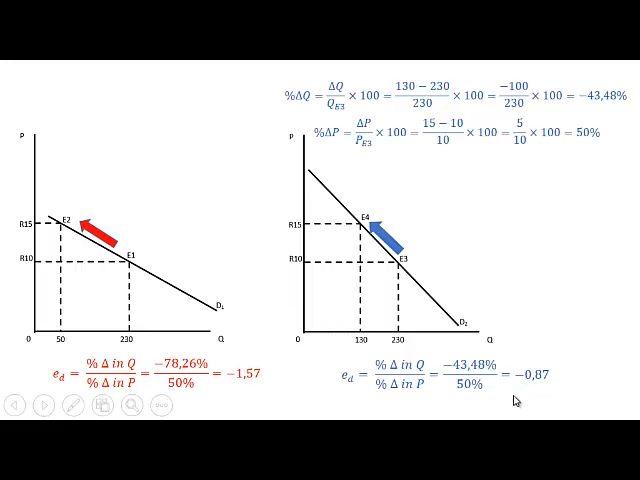 %ΔQ = ΔQ/Q_E3 × 100 = 130 − 230/230 × 100 = −100/230 × 100 = −43,48%
%ΔP = ΔP/P_E3 × 100 = 15 − 10/10 × 100 = 5/10 × 100 = 50%
P
R15
E2
R10
E1
D₁
0
50
230
Q
P
R15
E4
R10
E3
D₂
0
130
230
Q
e_d = % Δ in Q/% Δ in P = −78,26%/50% = −1,57
e_d = % Δ in Q/% Δ in P = −43,48%/50% = −0,87